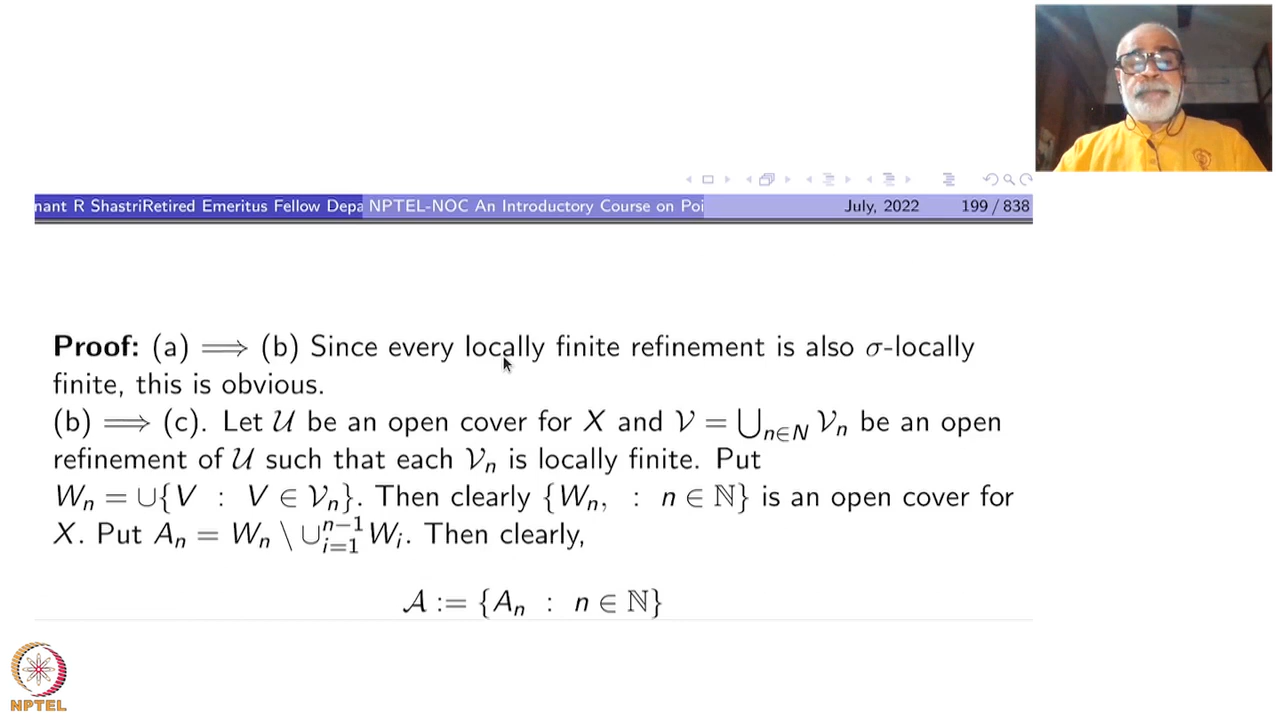 nant R ShastriRetired Emeritus Fellow Depa NPTEL-NOC An Introductory Course on Poi July, 2022 199 / 838
Proof: (a) ⟹ (b) Since every locally finite refinement is also σ-locally
finite, this is obvious.
(b) ⟹ (c). Let 𝒰 be an open cover for X and 𝒱 = ⋃_{n∈N} 𝒱_n be an open
refinement of 𝒰 such that each 𝒱_n is locally finite. Put
W_n = ∪{V : V ∈ 𝒱_n}. Then clearly {W_n, : n ∈ ℕ} is an open cover for
X. Put A_n = W_n \ ∪_{i=1}^{n−1} W_i. Then clearly,
𝒜 := {A_n : n ∈ ℕ}
NPTEL